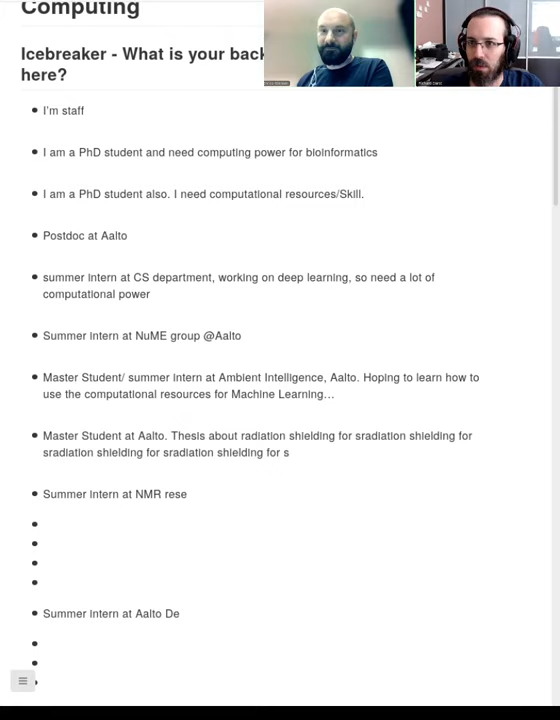 Computing
Icebreaker - What is your back
here?
I'm staff
I am a PhD student and need computing power for bioinformatics
I am a PhD student also. I need computational resources/Skill.
Postdoc at Aalto
summer intern at CS department, working on deep learning, so need a lot of
computational power
Summer intern at NuME group @Aalto
Master Student/ summer intern at Ambient Intelligence, Aalto. Hoping to learn how to
use the computational resources for Machine Learning...
Master Student at Aalto. Thesis about radiation shielding for sradiation shielding for
sradiation shielding for sradiation shielding for s
Summer intern at NMR rese
Summer intern at Aalto De